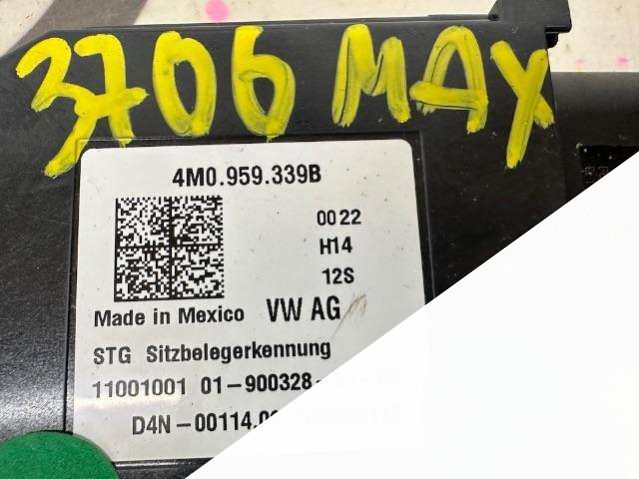 3706 MAX
4M0.959.339B
0022
H14
12S
Made in Mexico VW AG
STG Sitzbelegerkennung
11001001 01-900328
D4N-00114.0